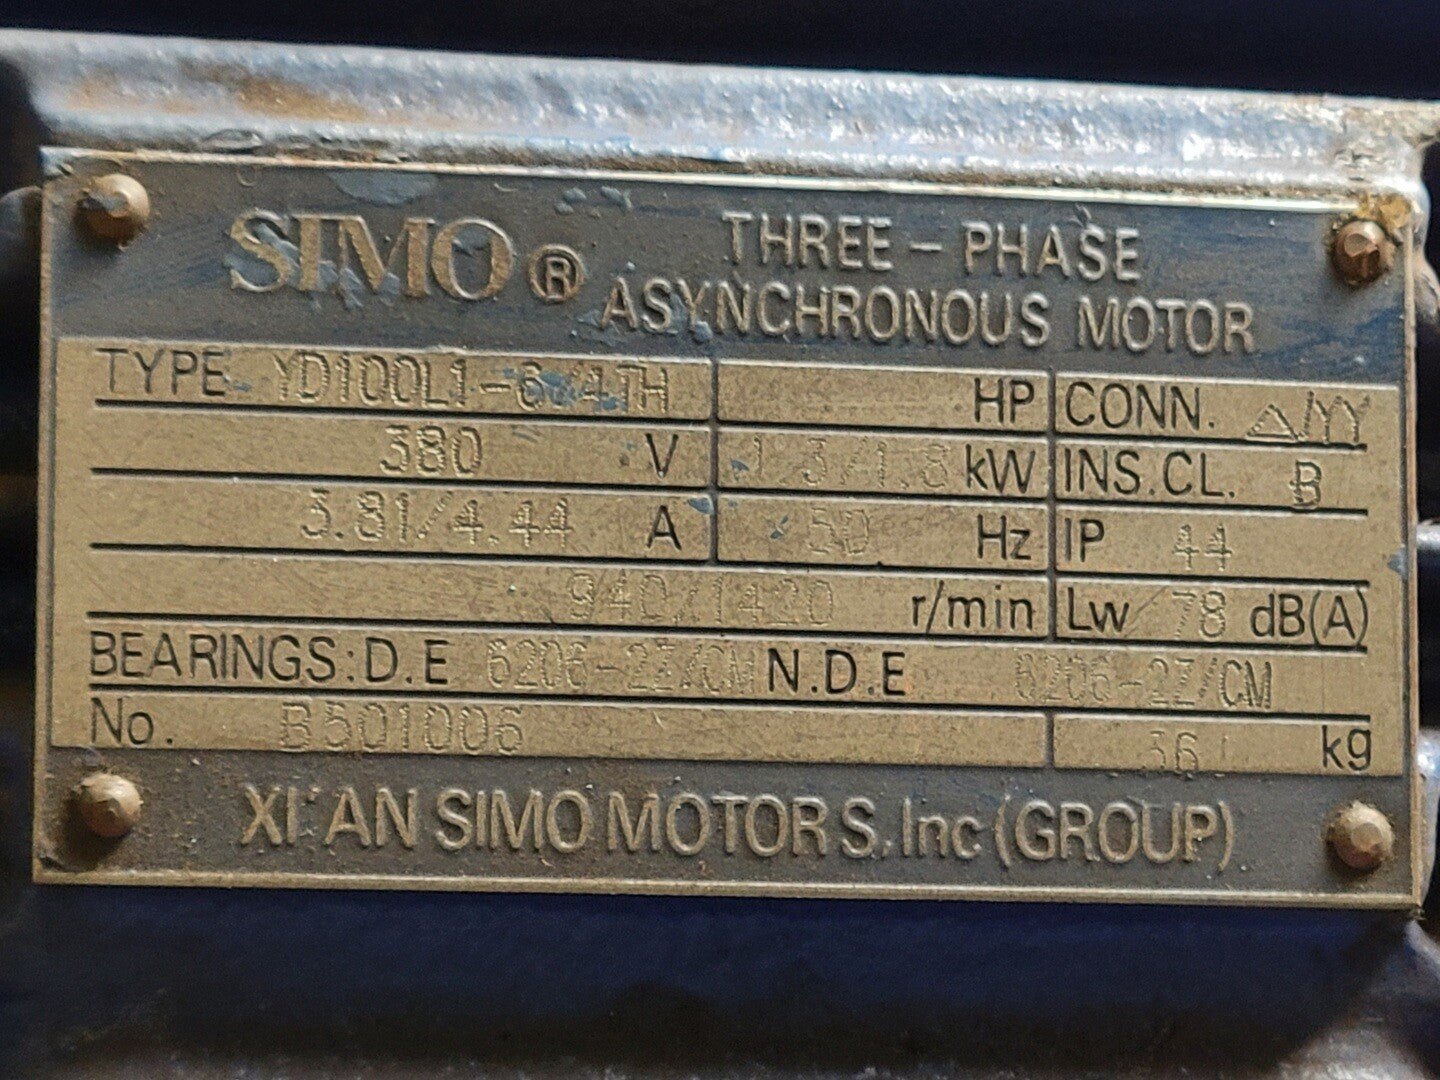 SIMO ® THREE-PHASE
ASYNCHRONOUS MOTOR
TYPE YD100L1-6/4TH HP CONN. △/YY
380 V 1.3/1.8 kW INS.CL. B
3.81/4.44 A 50 Hz IP 44
940/1420 r/min Lw 78 dB(A)
BEARINGS:D.E 6206-2Z/CM N.D.E 6206-2Z/CM
No. B501006 36 kg
XI'AN SIMO MOTORS, Inc (GROUP)